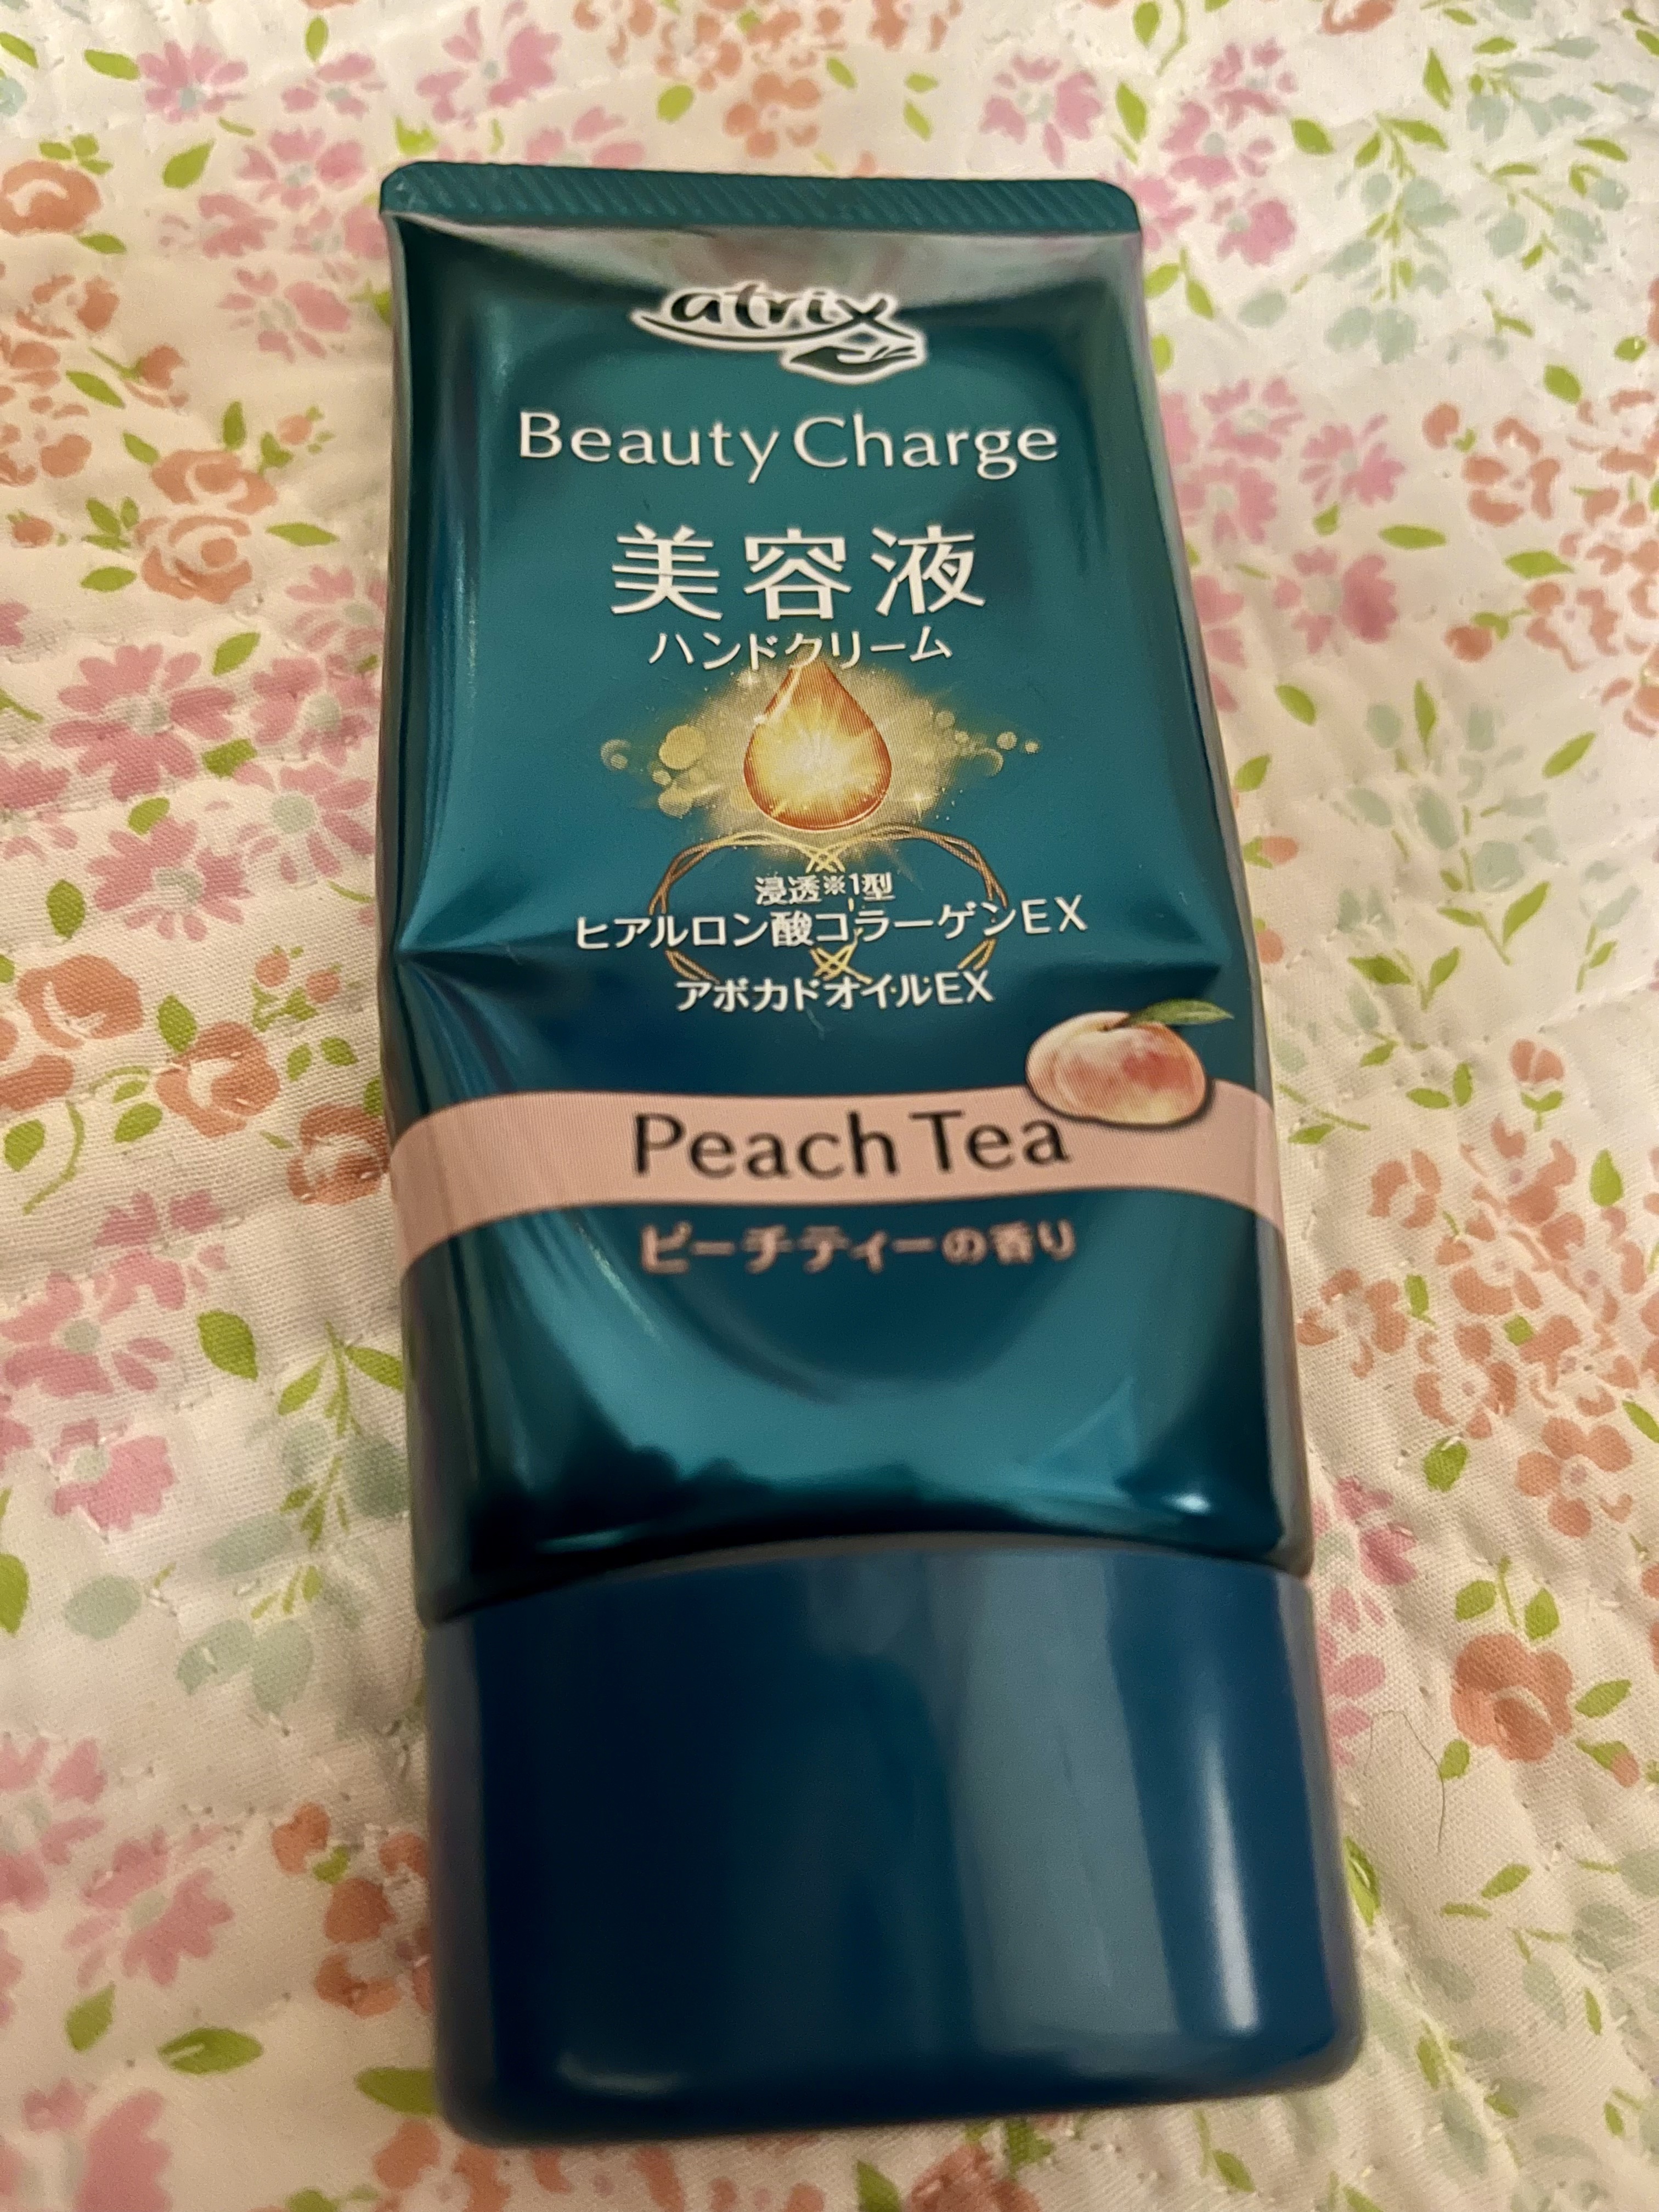 atrix
Beauty Charge
美容液
ハンドクリーム
浸透※1型
ヒアルロン酸コラーゲンEX
アボカドオイルEX
Peach Tea
ピーチティーの香り